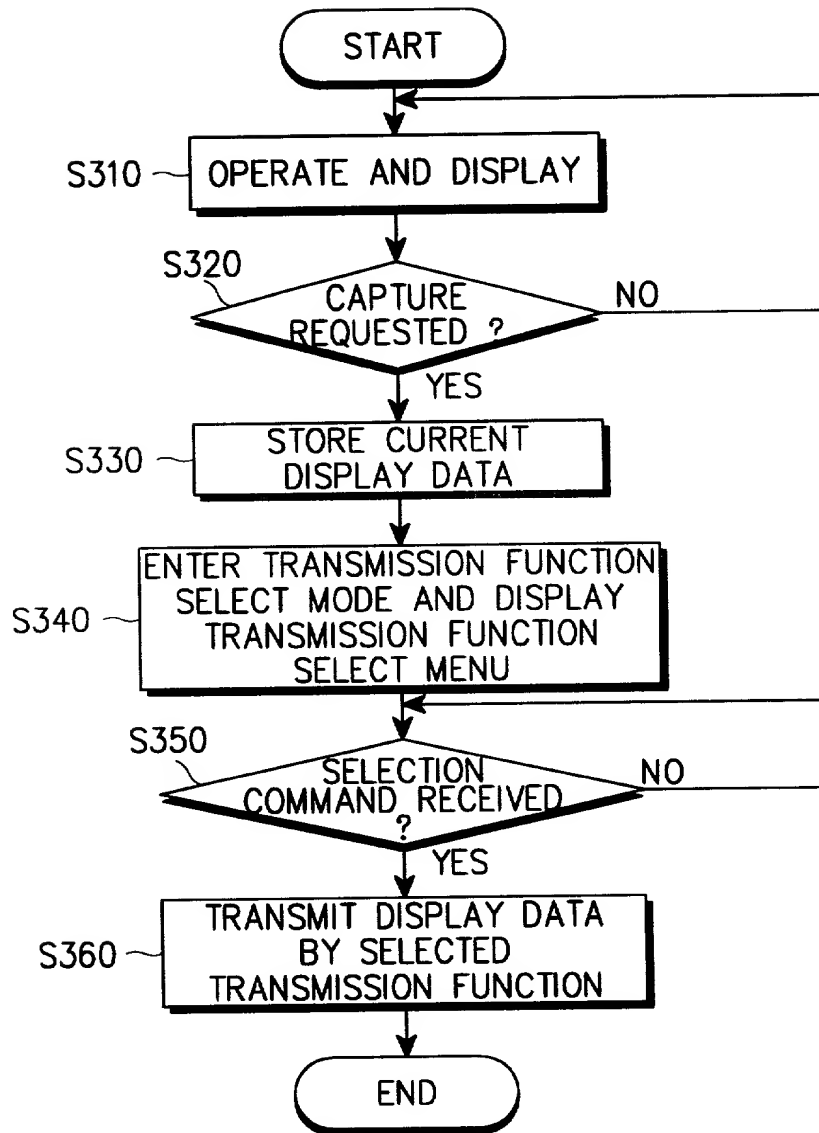 START
S310 OPERATE AND DISPLAY
S320
CAPTURE
REQUESTED ?
NO
YES
S330
STORE CURRENT
DISPLAY DATA
ENTER TRANSMISSION FUNCTION
SELECT MODE AND DISPLAY
S340
TRANSMISSION FUNCTION
SELECT MENU
S350
SELECTION
COMMAND RECEIVED
?
NO
YES
TRANSMIT DISPLAY DATA
S360
BY SELECTED
TRANSMISSION FUNCTION
END